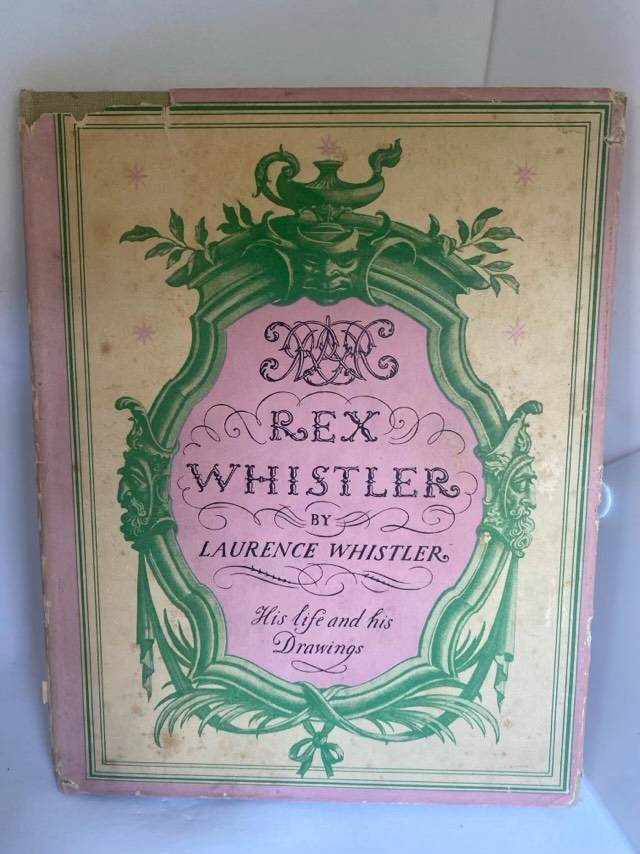 REX
WHISTLER
BY
LAURENCE WHISTLER
His life and his
Drawings